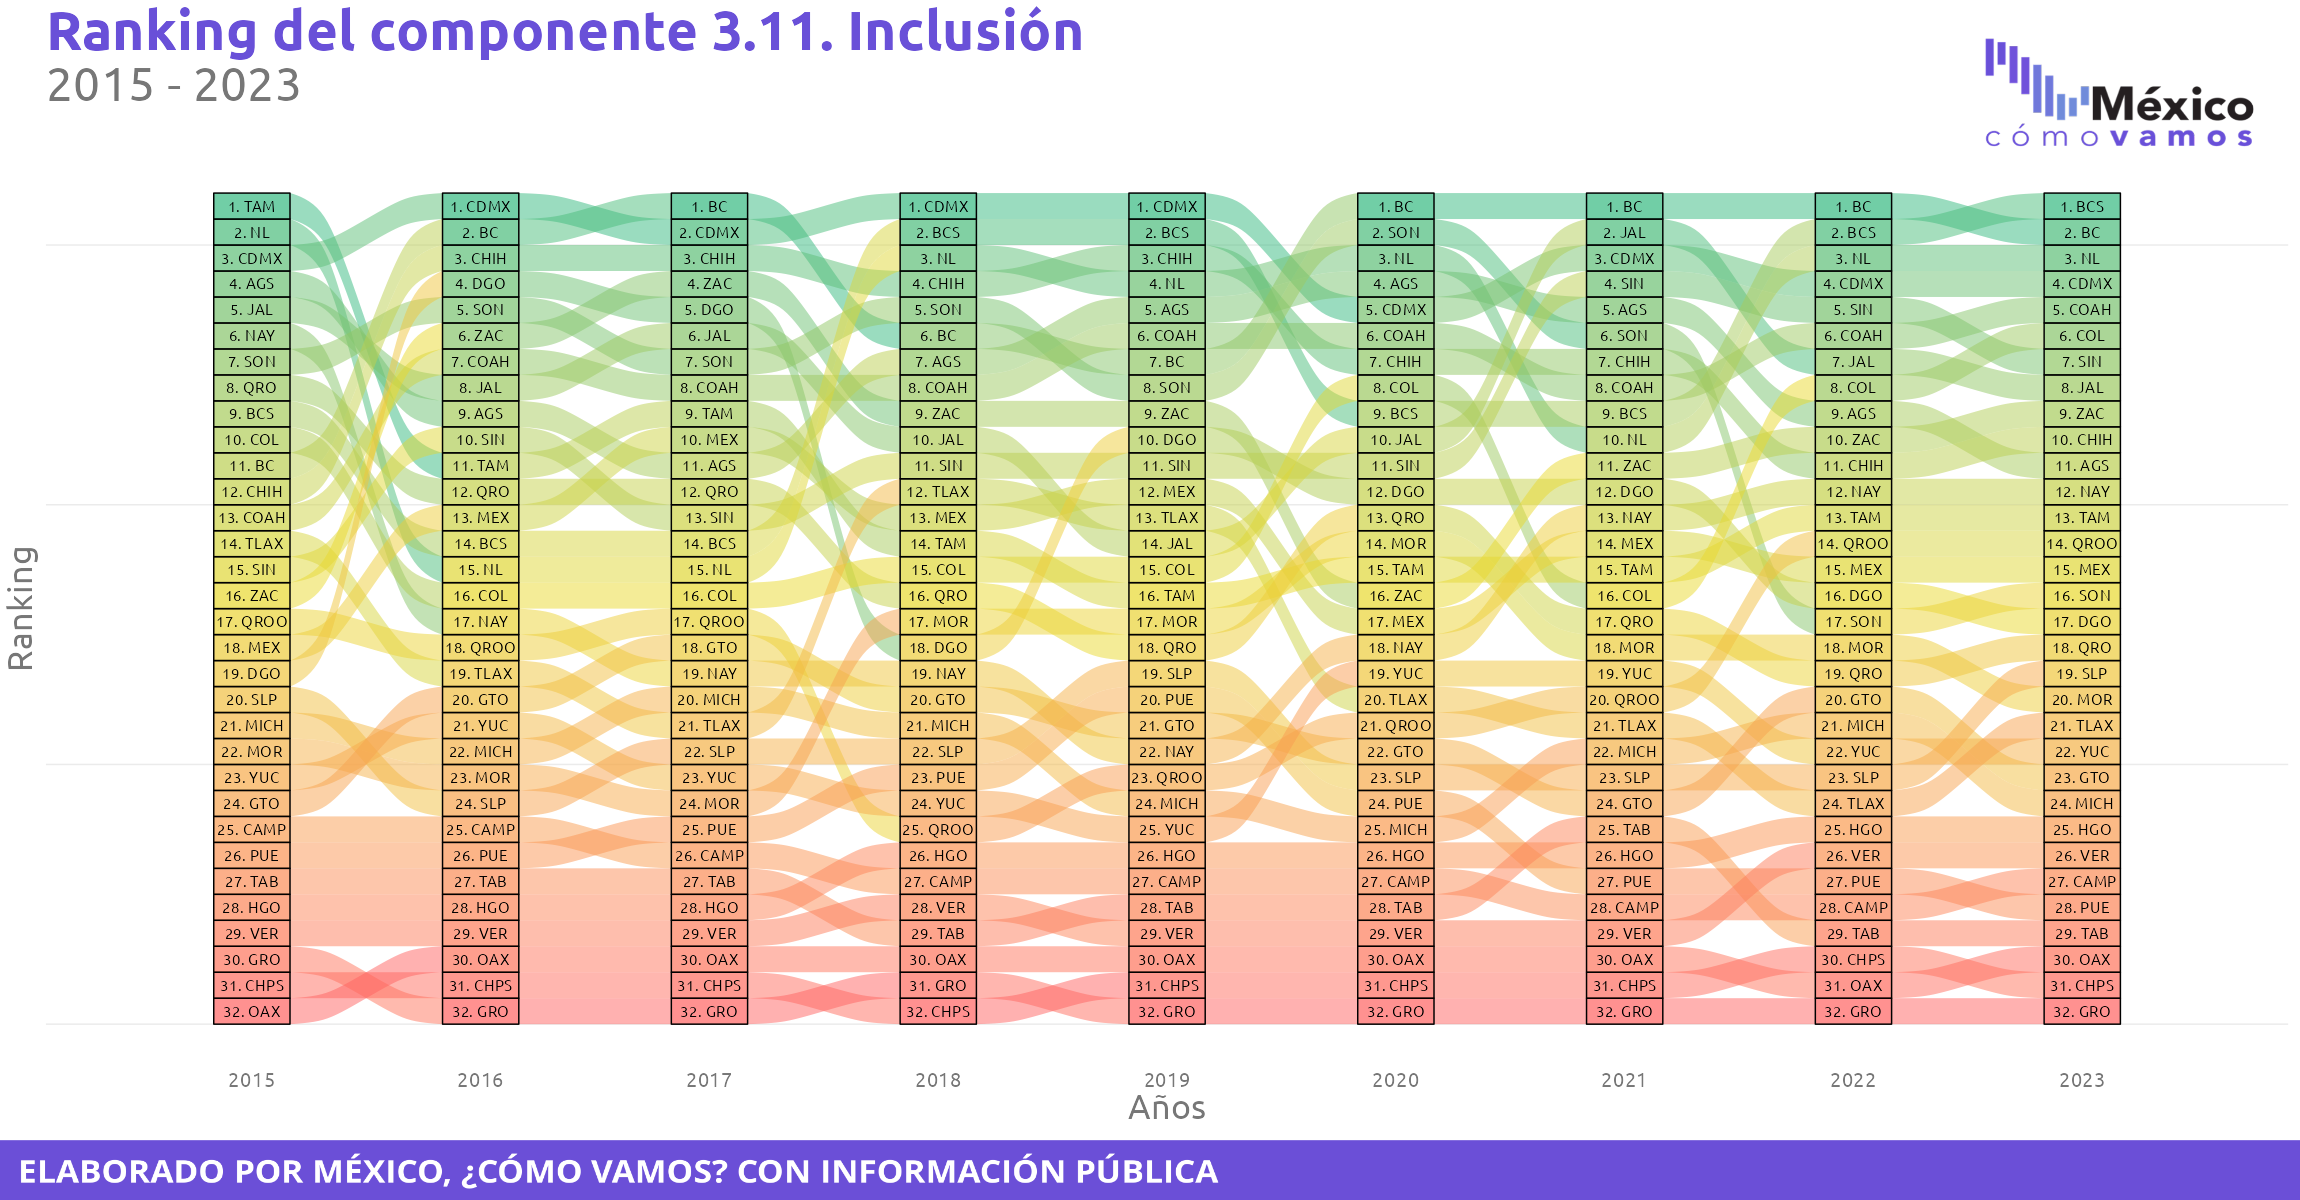 Ranking del componente 3.11. Inclusión
2015 - 2023
México
cómovamos
Ranking
1. TAM
2. NL
3. CDMX
4. AGS
5. JAL
6. NAY
7. SON
8. QRO
9. BCS
10. COL
11. BC
12. CHIH
13. COAH
14. TLAX
15. SIN
16. ZAC
17. QROO
18. MEX
19. DGO
20. SLP
21. MICH
22. MOR
23. YUC
24. GTO
25. CAMP
26. PUE
27. TAB
28. HGO
29. VER
30. GRO
31. CHPS
32. OAX
1. CDMX
2. BC
3. CHIH
4. DGO
5. SON
6. ZAC
7. COAH
8. JAL
9. AGS
10. SIN
11. TAM
12. QRO
13. MEX
14. BCS
15. NL
16. COL
17. NAY
18. QROO
19. TLAX
20. GTO
21. YUC
22. MICH
23. MOR
24. SLP
25. CAMP
26. PUE
27. TAB
28. HGO
29. VER
30. OAX
31. CHPS
32. GRO
1. BC
2. CDMX
3. CHIH
4. ZAC
5. DGO
6. JAL
7. SON
8. COAH
9. TAM
10. MEX
11. AGS
12. QRO
13. SIN
14. BCS
15. NL
16. COL
17. QROO
18. GTO
19. NAY
20. MICH
21. TLAX
22. SLP
23. YUC
24. MOR
25. PUE
26. CAMP
27. TAB
28. HGO
29. VER
30. OAX
31. CHPS
32. GRO
1. CDMX
2. BCS
3. NL
4. CHIH
5. SON
6. BC
7. AGS
8. COAH
9. ZAC
10. JAL
11. SIN
12. TLAX
13. MEX
14. TAM
15. COL
16. QRO
17. MOR
18. DGO
19. NAY
20. GTO
21. MICH
22. SLP
23. PUE
24. YUC
25. QROO
26. HGO
27. CAMP
28. VER
29. TAB
30. OAX
31. GRO
32. CHPS
1. CDMX
2. BCS
3. CHIH
4. NL
5. AGS
6. COAH
7. BC
8. SON
9. ZAC
10. DGO
11. SIN
12. MEX
13. TLAX
14. JAL
15. COL
16. TAM
17. MOR
18. QRO
19. SLP
20. PUE
21. GTO
22. NAY
23. QROO
24. MICH
25. YUC
26. HGO
27. CAMP
28. TAB
29. VER
30. OAX
31. CHPS
32. GRO
1. BC
2. SON
3. NL
4. AGS
5. CDMX
6. COAH
7. CHIH
8. COL
9. BCS
10. JAL
11. SIN
12. DGO
13. QRO
14. MOR
15. TAM
16. ZAC
17. MEX
18. NAY
19. YUC
20. TLAX
21. QROO
22. GTO
23. SLP
24. PUE
25. MICH
26. HGO
27. CAMP
28. TAB
29. VER
30. OAX
31. CHPS
32. GRO
1. BC
2. JAL
3. CDMX
4. SIN
5. AGS
6. SON
7. CHIH
8. COAH
9. BCS
10. NL
11. ZAC
12. DGO
13. NAY
14. MEX
15. TAM
16. COL
17. QRO
18. MOR
19. YUC
20. QROO
21. TLAX
22. MICH
23. SLP
24. GTO
25. TAB
26. HGO
27. PUE
28. CAMP
29. VER
30. OAX
31. CHPS
32. GRO
1. BC
2. BCS
3. NL
4. CDMX
5. SIN
6. COAH
7. JAL
8. COL
9. AGS
10. ZAC
11. CHIH
12. NAY
13. TAM
14. QROO
15. MEX
16. DGO
17. SON
18. MOR
19. QRO
20. GTO
21. MICH
22. YUC
23. SLP
24. TLAX
25. HGO
26. VER
27. PUE
28. CAMP
29. TAB
30. CHPS
31. OAX
32. GRO
1. BCS
2. BC
3. NL
4. CDMX
5. COAH
6. COL
7. SIN
8. JAL
9. ZAC
10. CHIH
11. AGS
12. NAY
13. TAM
14. QROO
15. MEX
16. SON
17. DGO
18. QRO
19. SLP
20. MOR
21. TLAX
22. YUC
23. GTO
24. MICH
25. HGO
26. VER
27. CAMP
28. PUE
29. TAB
30. OAX
31. CHPS
32. GRO
2015 2016 2017 2018 2019 2020 2021 2022 2023
Años
ELABORADO POR MÉXICO, ¿CÓMO VAMOS? CON INFORMACIÓN PÚBLICA